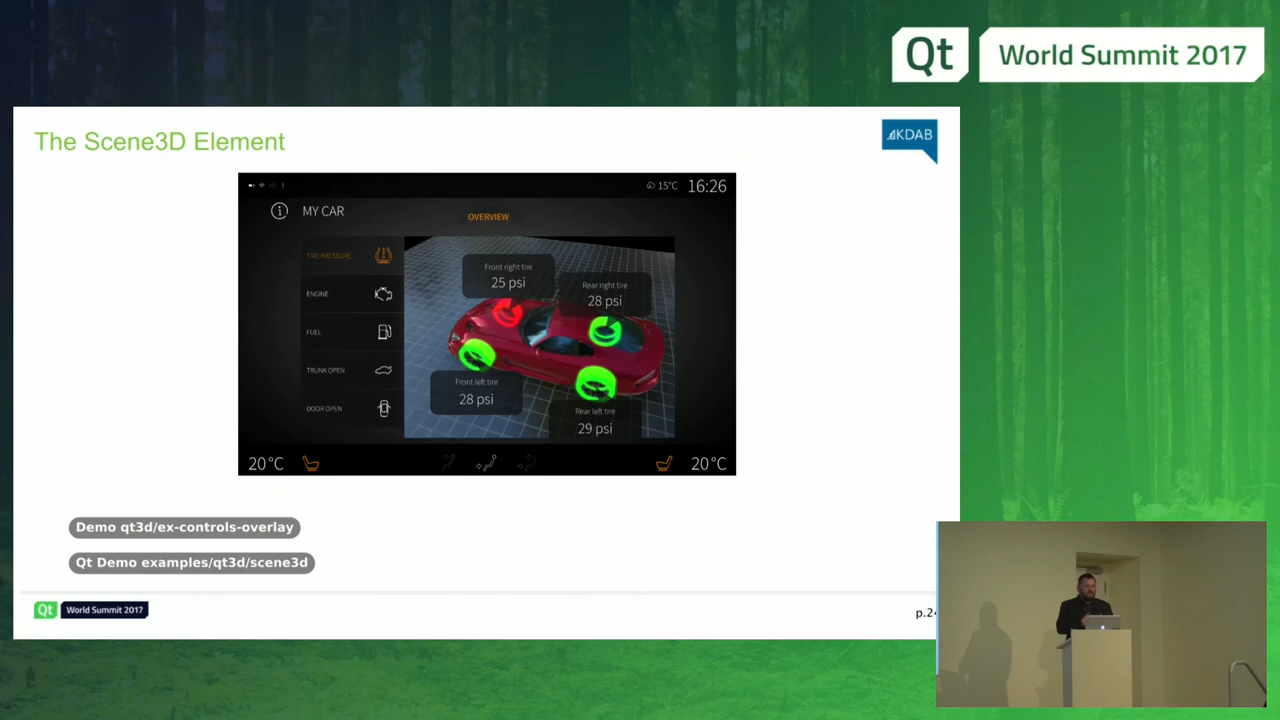 Qt World Summit 2017
The Scene3D Element
KDAB
15°C 16:26
MY CAR
OVERVIEW
TIRE PRESSURE
ENGINE
FUEL
TRUNK OPEN
DOOR OPEN
Front right tire
25 psi
Rear right tire
28 psi
Front left tire
28 psi
Rear left tire
29 psi
20°C
20°C
Demo qt3d/ex-controls-overlay
Qt Demo examples/qt3d/scene3d
Qt World Summit 2017